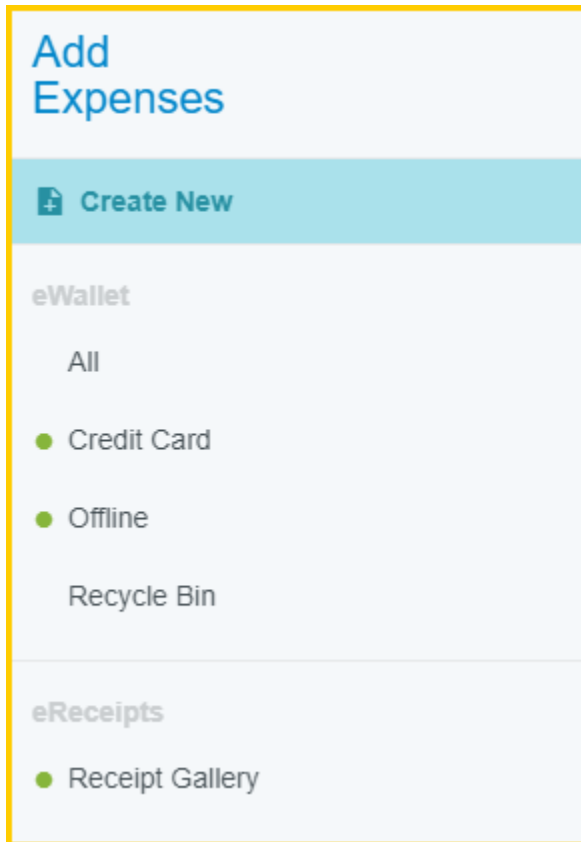 Add
Expenses
Create New
eWallet
All
Credit Card
Offline
Recycle Bin
eReceipts
Receipt Gallery